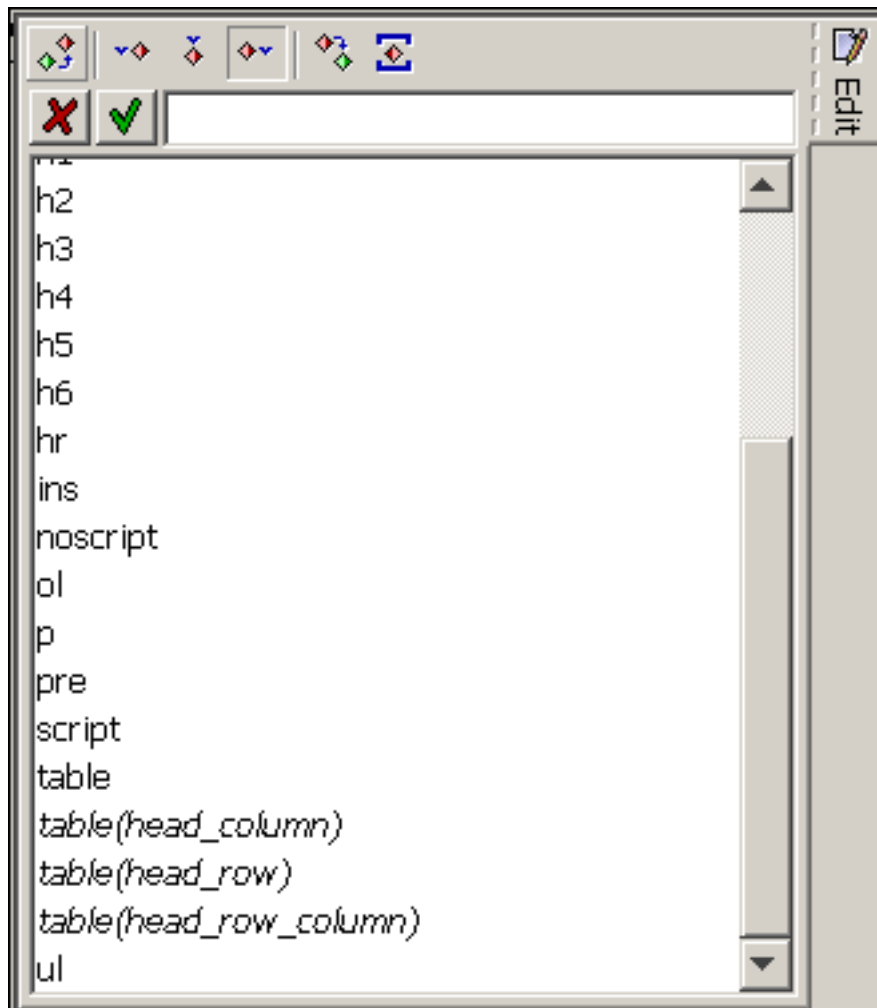 Edit
h1
h2
h3
h4
h5
h6
hr
ins
noscript
ol
p
pre
script
table
table(head_column)
table(head_row)
table(head_row_column)
ul